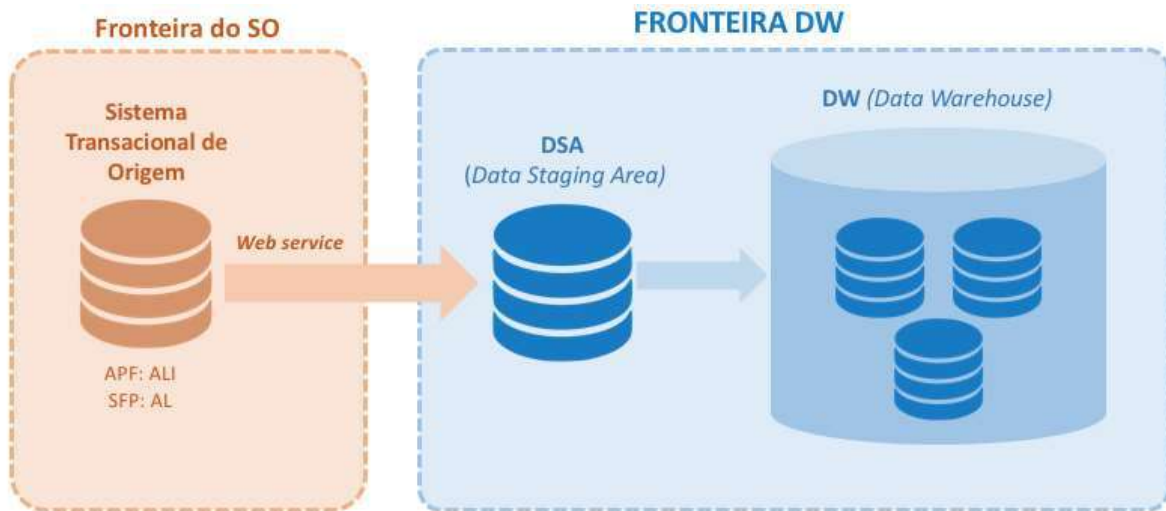 Fronteira do SO
FRONTEIRA DW
Sistema
Transacional de
Origem
Web service
APF: ALI
SFP: AL
DSA
(Data Staging Area)
DW (Data Warehouse)